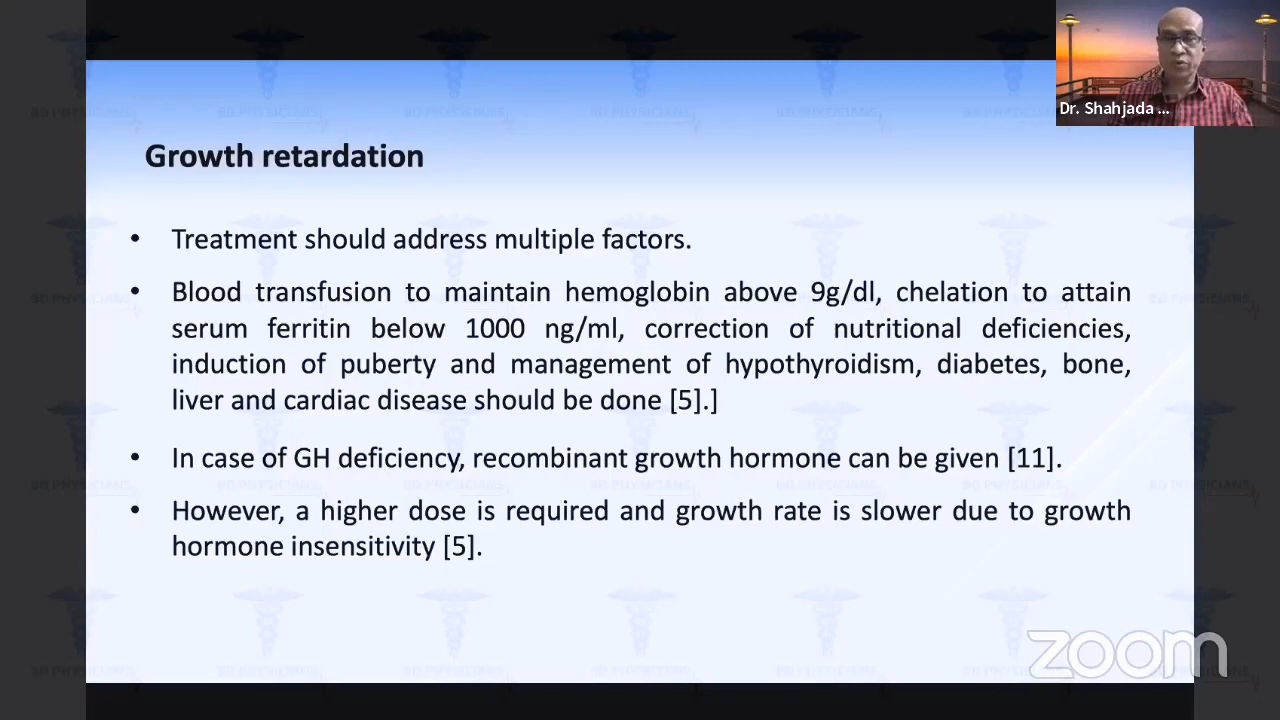 Dr. Shahjada ...
Growth retardation
• Treatment should address multiple factors.
• Blood transfusion to maintain hemoglobin above 9g/dl, chelation to attain
serum ferritin below 1000 ng/ml, correction of nutritional deficiencies,
induction of puberty and management of hypothyroidism, diabetes, bone,
liver and cardiac disease should be done [5].]
• In case of GH deficiency, recombinant growth hormone can be given [11].
• However, a higher dose is required and growth rate is slower due to growth
hormone insensitivity [5].
zoom
BD PHYSICIANS